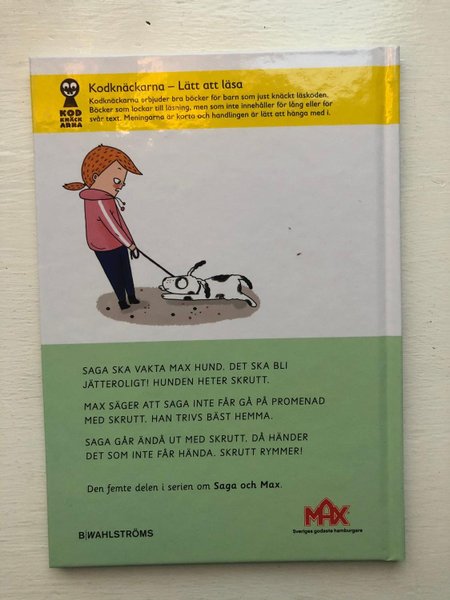 KOD
KNÄCK
ARNA
Kodknäckarna – Lätt att läsa
Kodknäckarna erbjuder bra böcker för barn som just knäckt läskoden.
Böcker som lockar till läsning, men som inte innehåller för lång eller för
svår text. Meningarna är korta och handlingen är lätt att hänga med i.
SAGA SKA VAKTA MAX HUND. DET SKA BLI
JÄTTEROLIGT! HUNDEN HETER SKRUTT.
MAX SÄGER ATT SAGA INTE FÅR GÅ PÅ PROMENAD
MED SKRUTT. HAN TRIVS BÄST HEMMA.
SAGA GÅR ÄNDÅ UT MED SKRUTT. DÅ HÄNDER
DET SOM INTE FÅR HÄNDA. SKRUTT RYMMER!
Den femte delen i serien om Saga och Max.
B|WAHLSTRÖMS
MAX
Sveriges godaste hamburgare